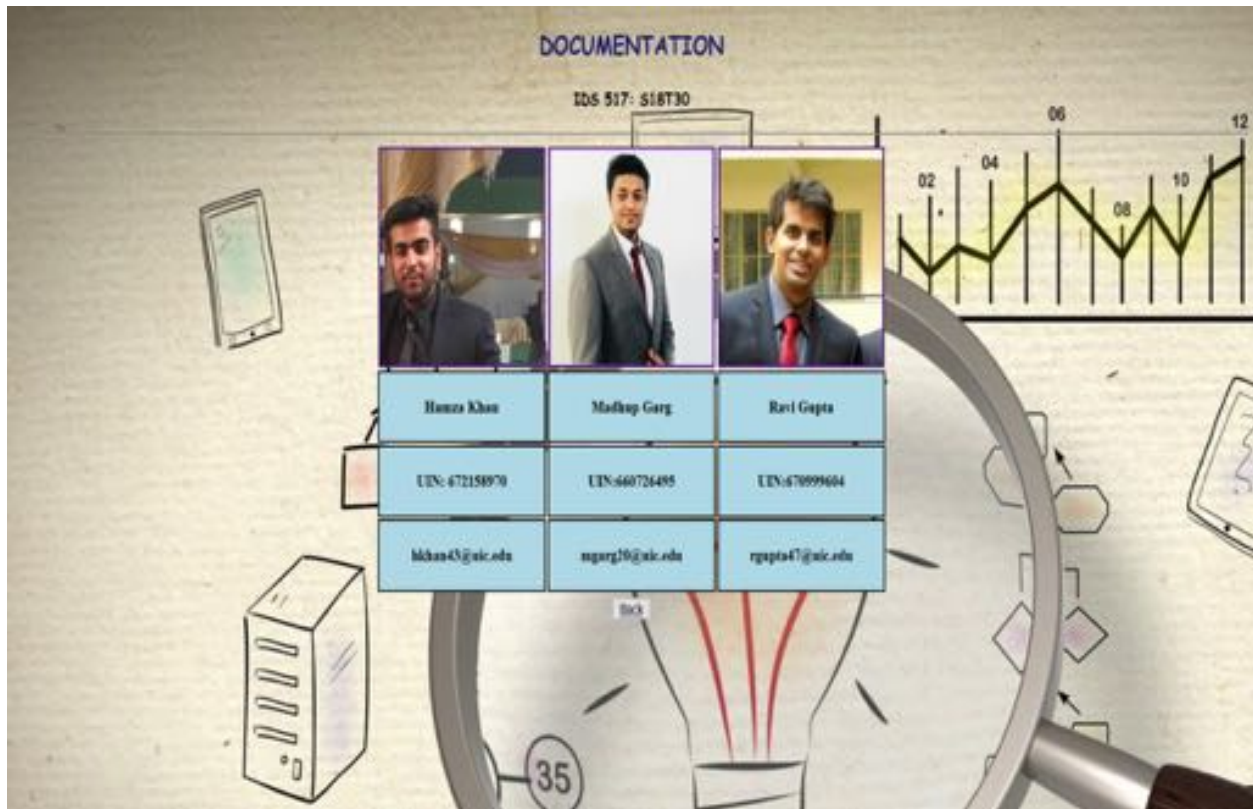 DOCUMENTATION
IDS 517: S18T30
06
12
04
02
10
08
Hamza Khan Madhup Garg Ravi Gupta
UIN: 672158970 UIN:660726495 UIN:670999604
hkhan43@uic.edu mgarg20@uic.edu rgupta47@uic.edu
Back
35